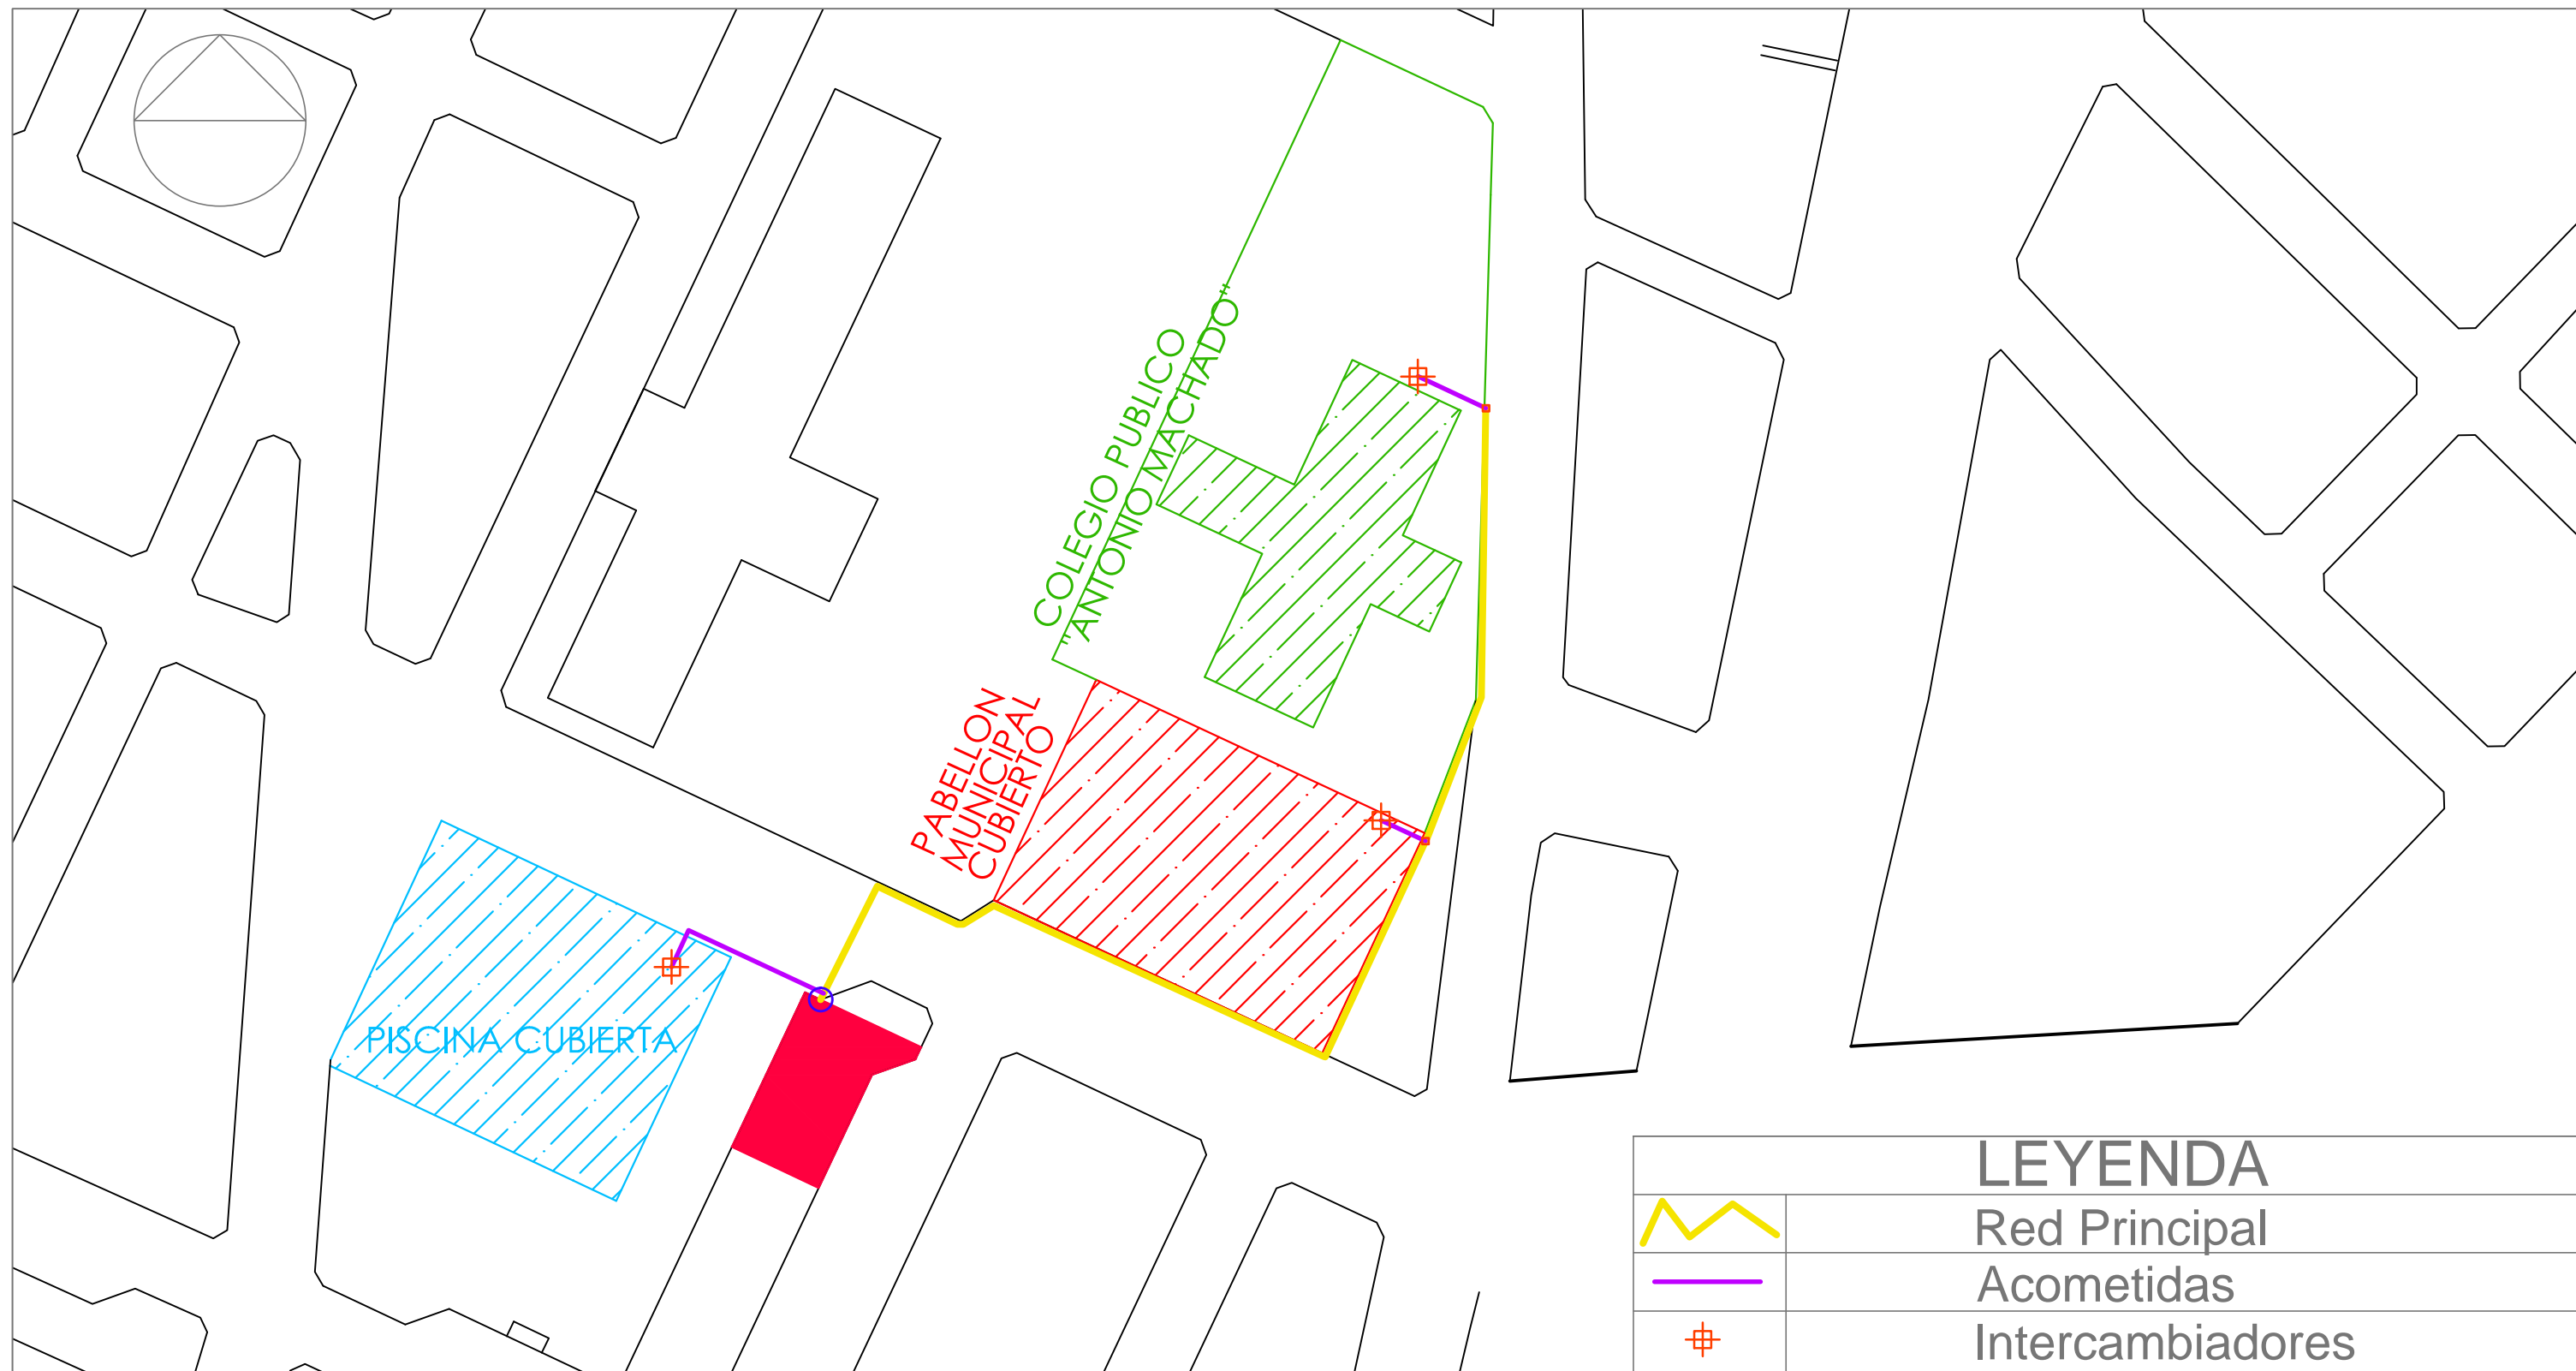 COLEGIO PUBLICO
"ANTONIO MACHADO"
PABELLON
MUNICIPAL
CUBIERTO
PISCINA CUBIERTA
LEYENDA
Red Principal
Acometidas
Intercambiadores